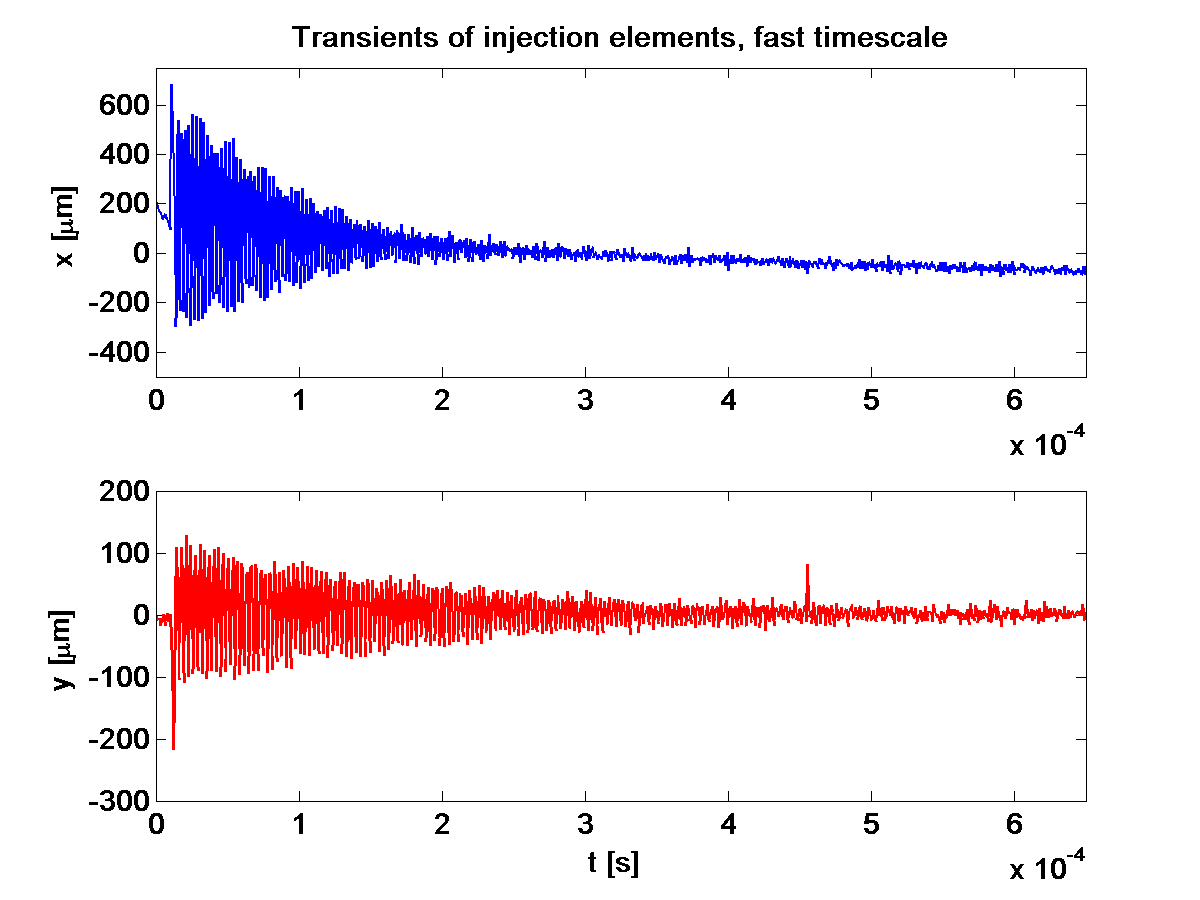 Transients of injection elements, fast timescale
600
400
200
0
-200
-400
x [μm]
0 1 2 3 4 5 6
x 10^-4
200
100
0
-100
-200
-300
y [μm]
0 1 2 3 4 5 6
t [s]
x 10^-4